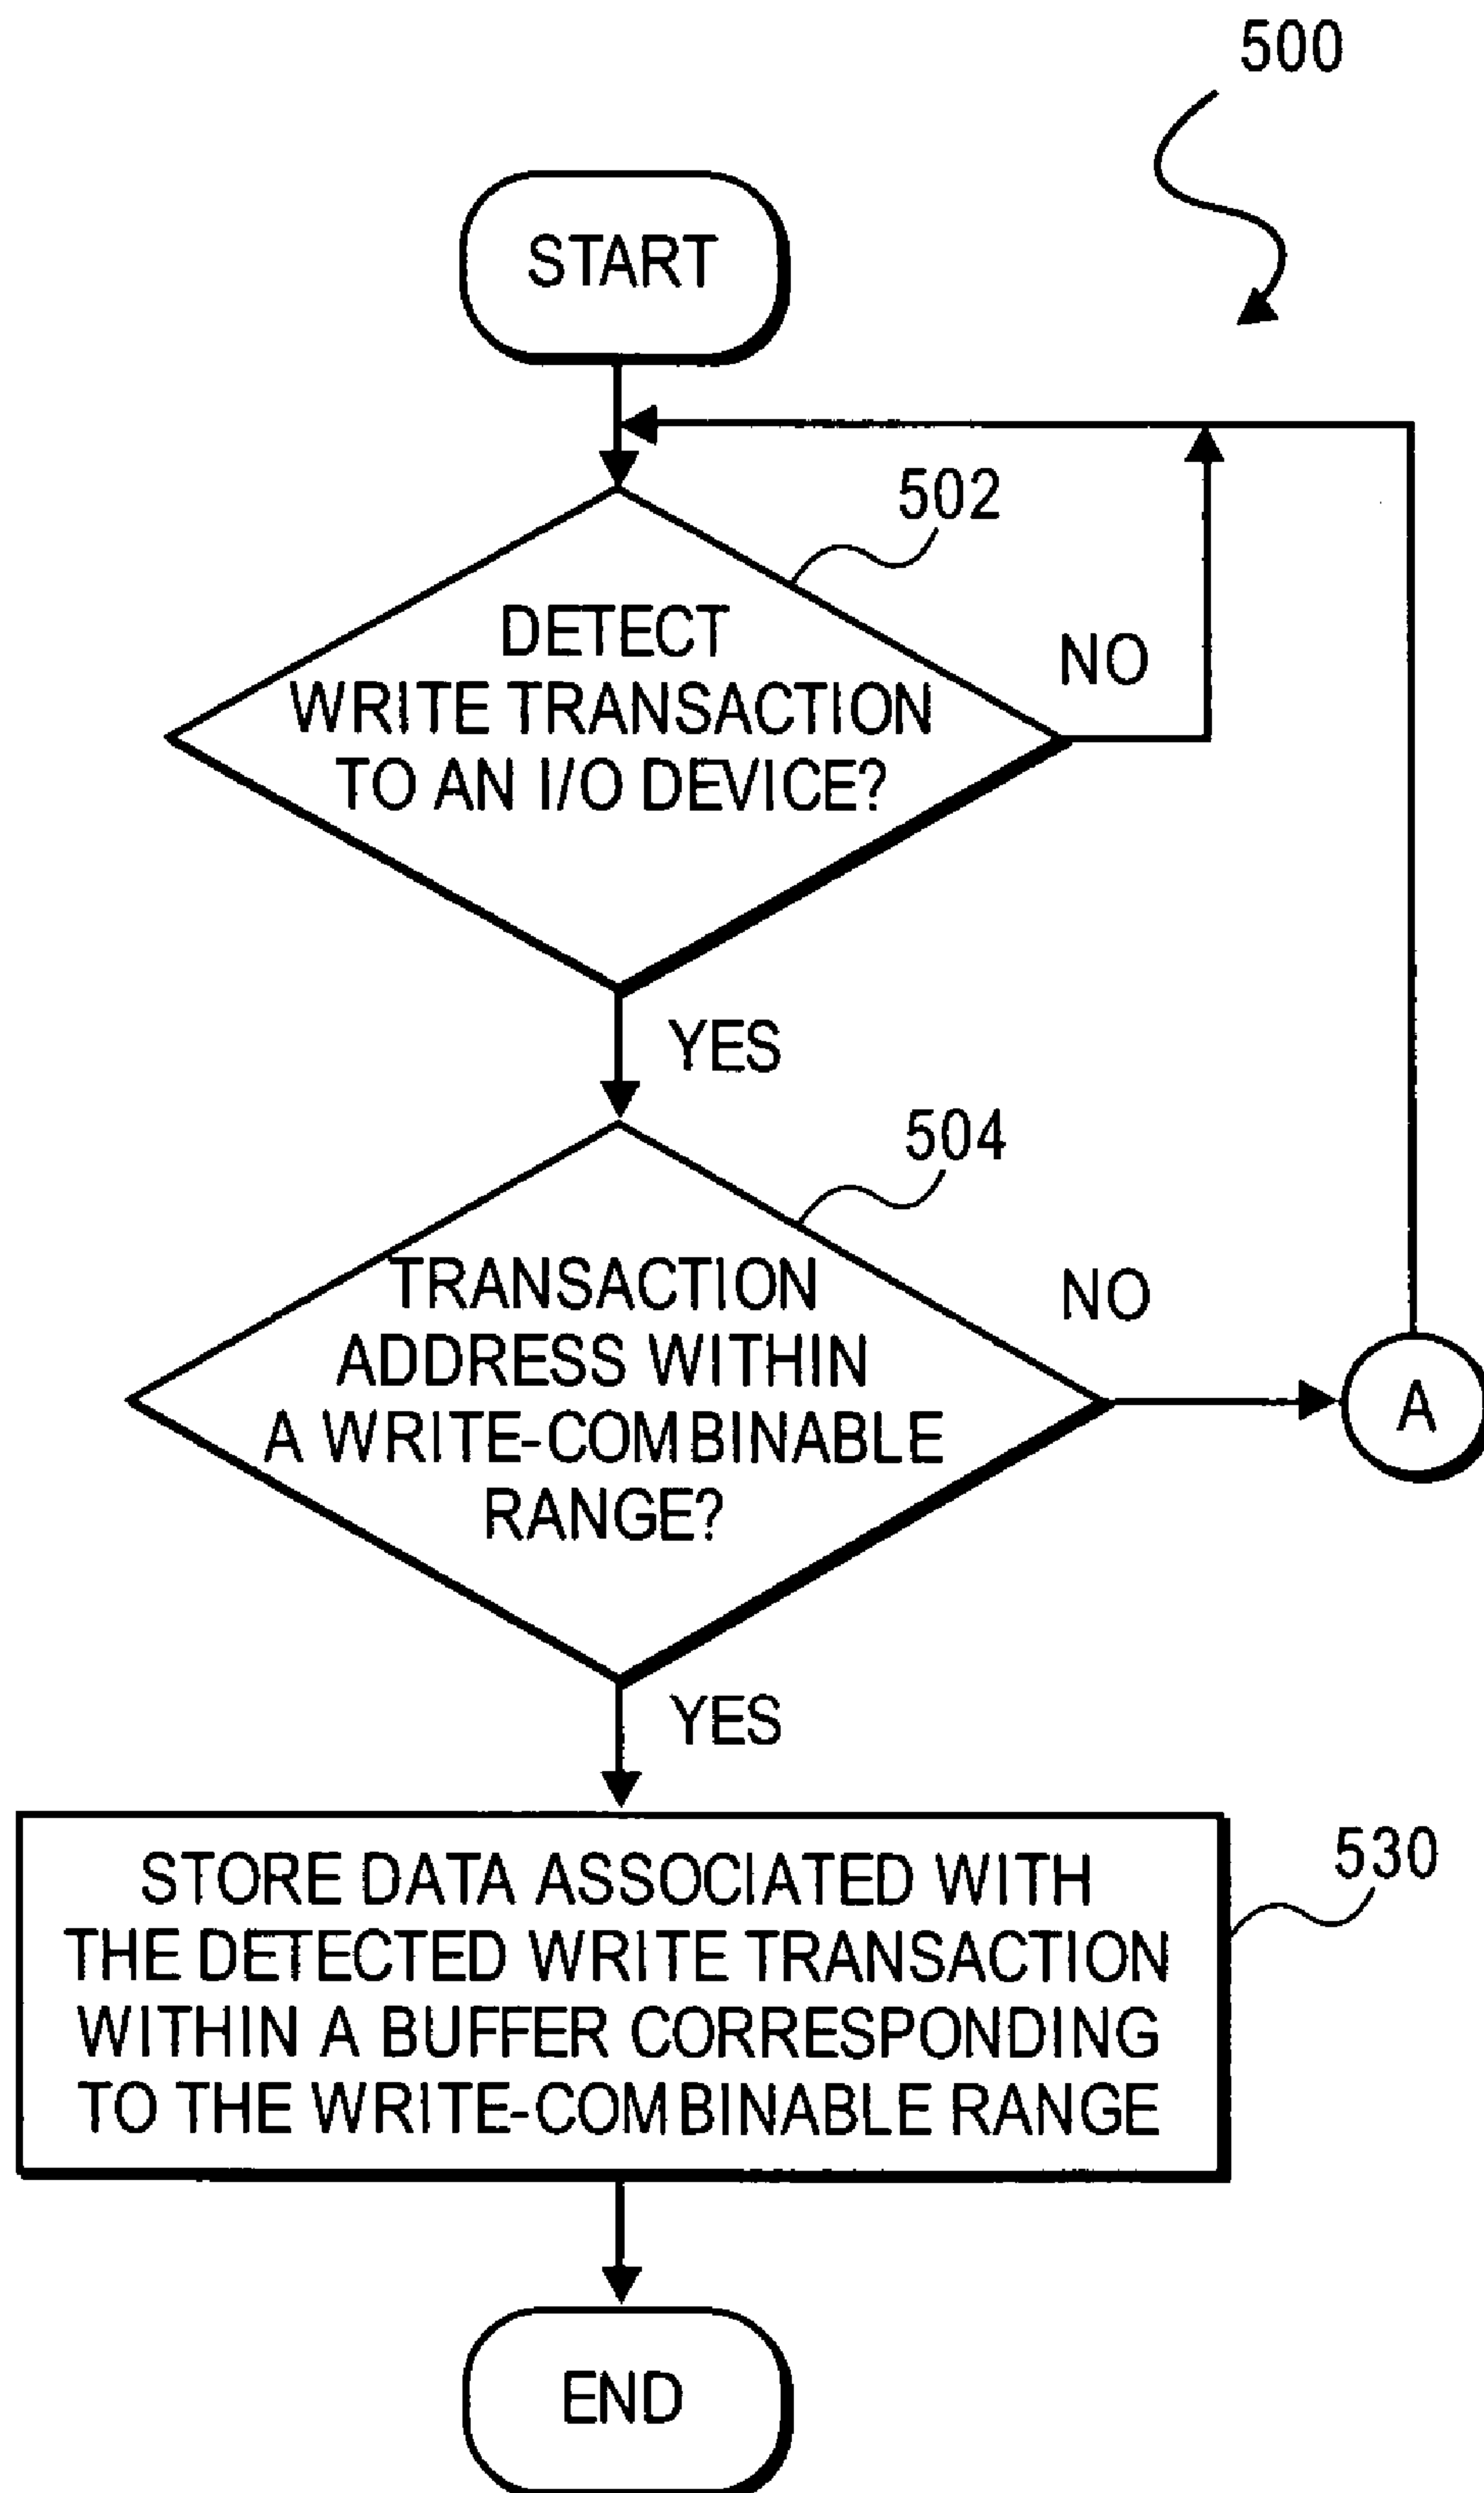 500
START
502
DETECT
WRITE TRANSACTION
TO AN I/O DEVICE?
NO
YES
504
TRANSACTION
ADDRESS WITHIN
A WRITE-COMBINABLE
RANGE?
NO
A
YES
530
STORE DATA ASSOCIATED WITH
THE DETECTED WRITE TRANSACTION
WITHIN A BUFFER CORRESPONDING
TO THE WRITE-COMBINABLE RANGE
END